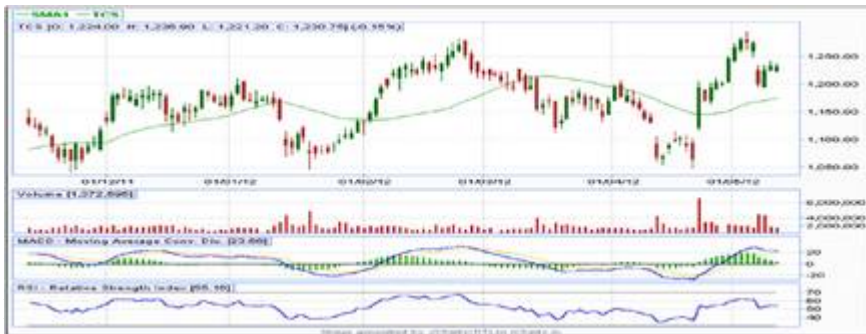 SMA1 TCS
TCS [O: 1,224.00 H: 1,236.90 L: 1,221.20 C: 1,230.75] (-0.15%)
1,250.00
1,200.00
1,150.00
1,100.00
1,050.00
01/12/11 01/01/12 01/02/12 01/03/12 01/04/12 01/05/12
Volume [1,372,695]
6,000,000
4,000,000
2,000,000
MACD : Moving Average Conv. Div. [23.66]
20
0
-20
RSI : Relative Strength Index [55.16]
70
60
50
40